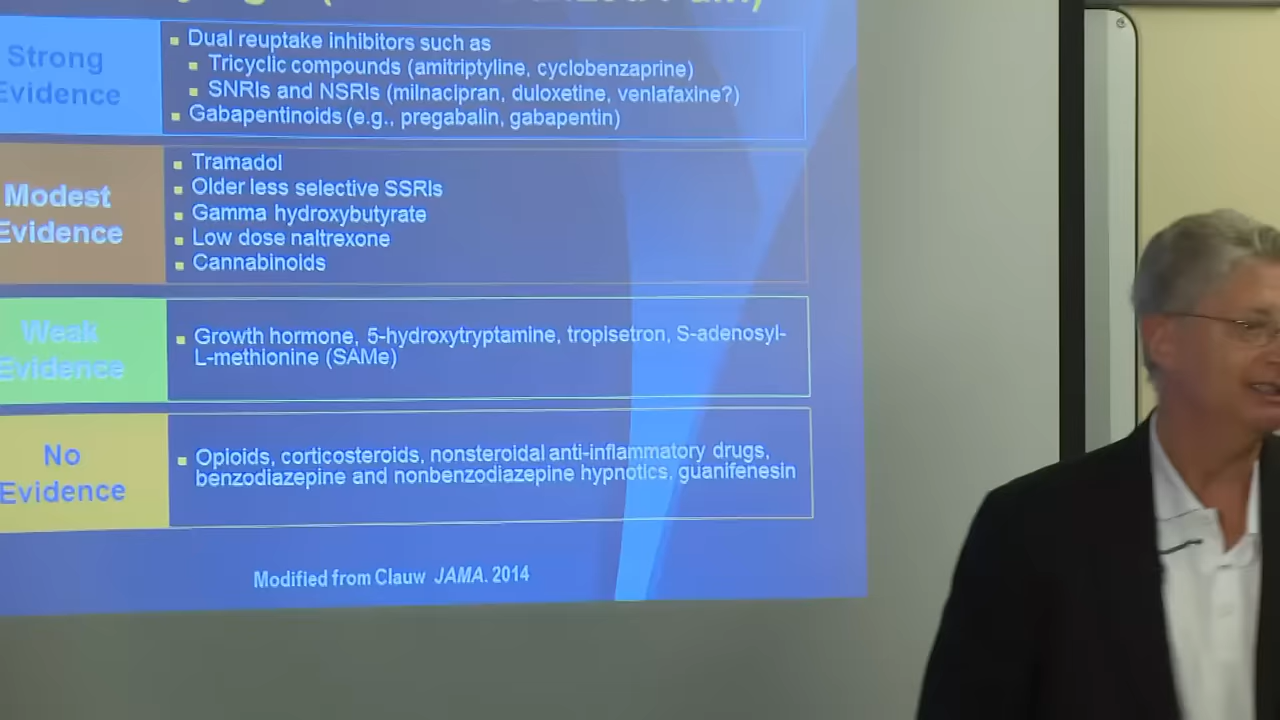 Strong
Evidence
Dual reuptake inhibitors such as
Tricyclic compounds (amitriptyline, cyclobenzaprine)
SNRIs and NSRIs (milnacipran, duloxetine, venlafaxine?)
Gabapentinoids (e.g., pregabalin, gabapentin)
Modest
Evidence
Tramadol
Older less selective SSRIs
Gamma hydroxybutyrate
Low dose naltrexone
Cannabinoids
Weak
Evidence
Growth hormone, 5-hydroxytryptamine, tropisetron, S-adenosyl-
L-methionine (SAMe)
No
Evidence
Opioids, corticosteroids, nonsteroidal anti-inflammatory drugs,
benzodiazepine and nonbenzodiazepine hypnotics, guanifenesin
Modified from Clauw JAMA. 2014